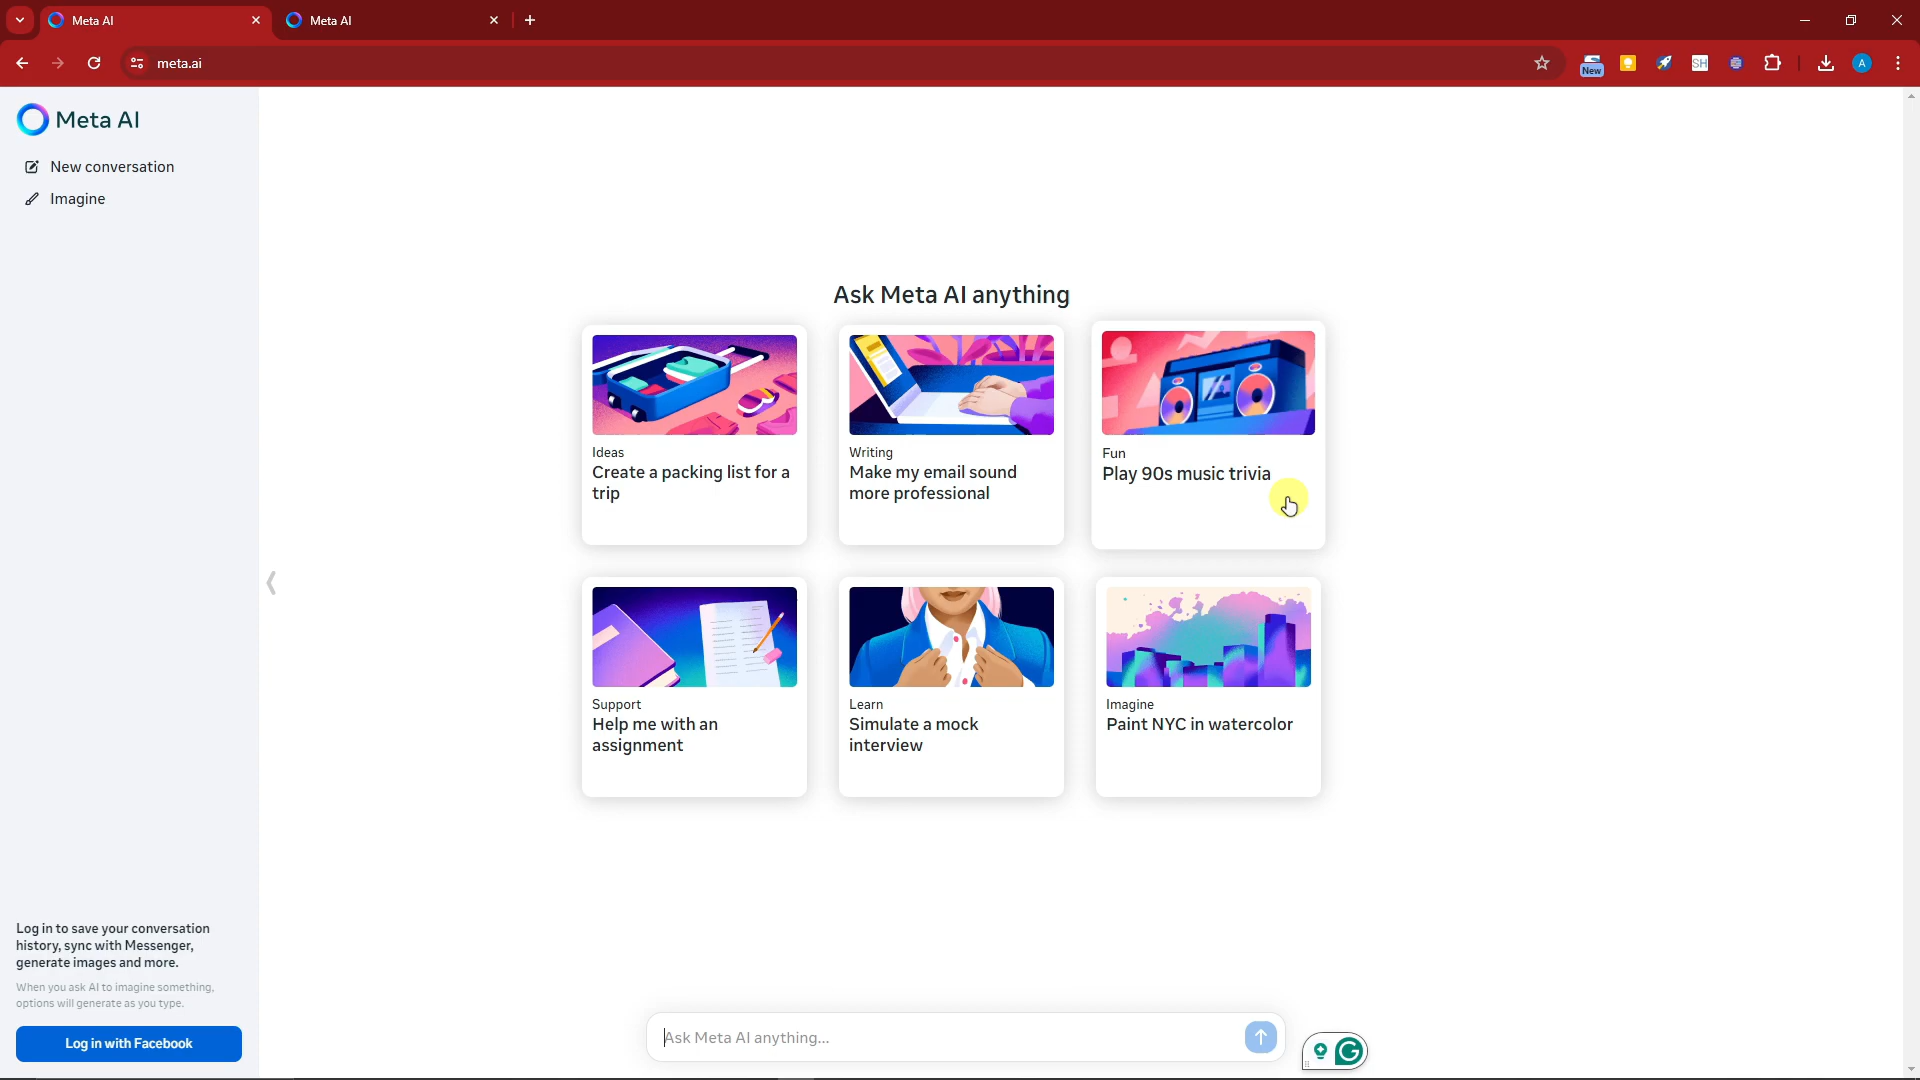 Meta AI
Meta AI
meta.ai
New
SH
A
Meta AI
New conversation
Imagine
Ask Meta AI anything
Ideas
Create a packing list for a
trip
Writing
Make my email sound
more professional
Fun
Play 90s music trivia
Support
Help me with an
assignment
Learn
Simulate a mock
interview
Imagine
Paint NYC in watercolor
Log in to save your conversation
history, sync with Messenger,
generate images and more.
When you ask AI to imagine something,
options will generate as you type.
Log in with Facebook
Ask Meta AI anything...